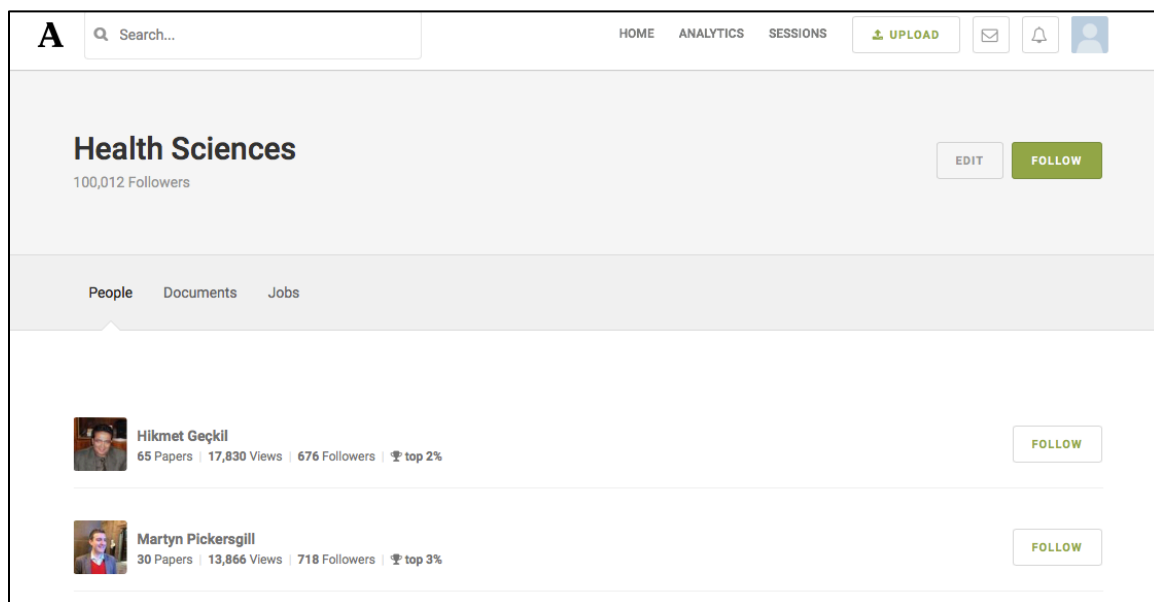 A Search... HOME ANALYTICS SESSIONS UPLOAD
Health Sciences
100,012 Followers
EDIT FOLLOW
People Documents Jobs
Hikmet Geçkil
65 Papers | 17,830 Views | 676 Followers | top 2%
FOLLOW
Martyn Pickersgill
30 Papers | 13,866 Views | 718 Followers | top 3%
FOLLOW